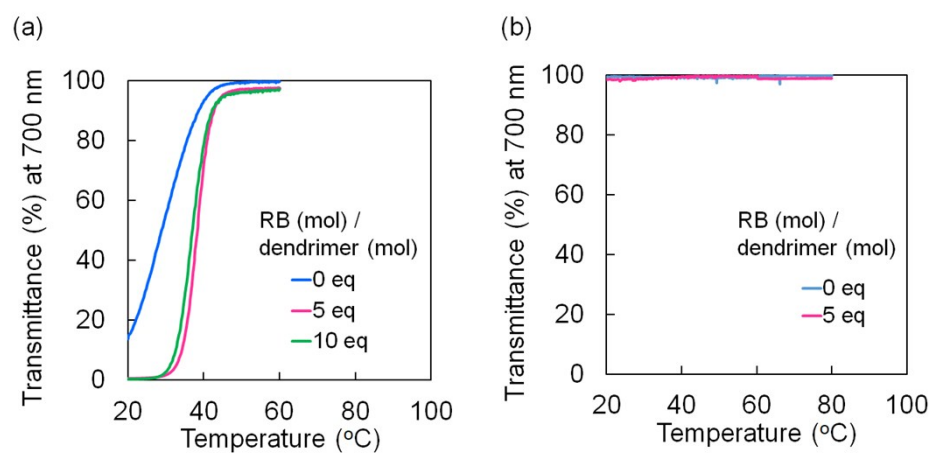 (a)
Transmittance (%) at 700 nm
100
80
60
40
20
0
RB (mol) /
dendrimer (mol)
0 eq
5 eq
10 eq
20 40 60 80 100
Temperature (°C)
(b)
Transmittance (%) at 700 nm
100
80
60
40
20
0
RB (mol) /
dendrimer (mol)
0 eq
5 eq
20 40 60 80 100
Temperature (°C)